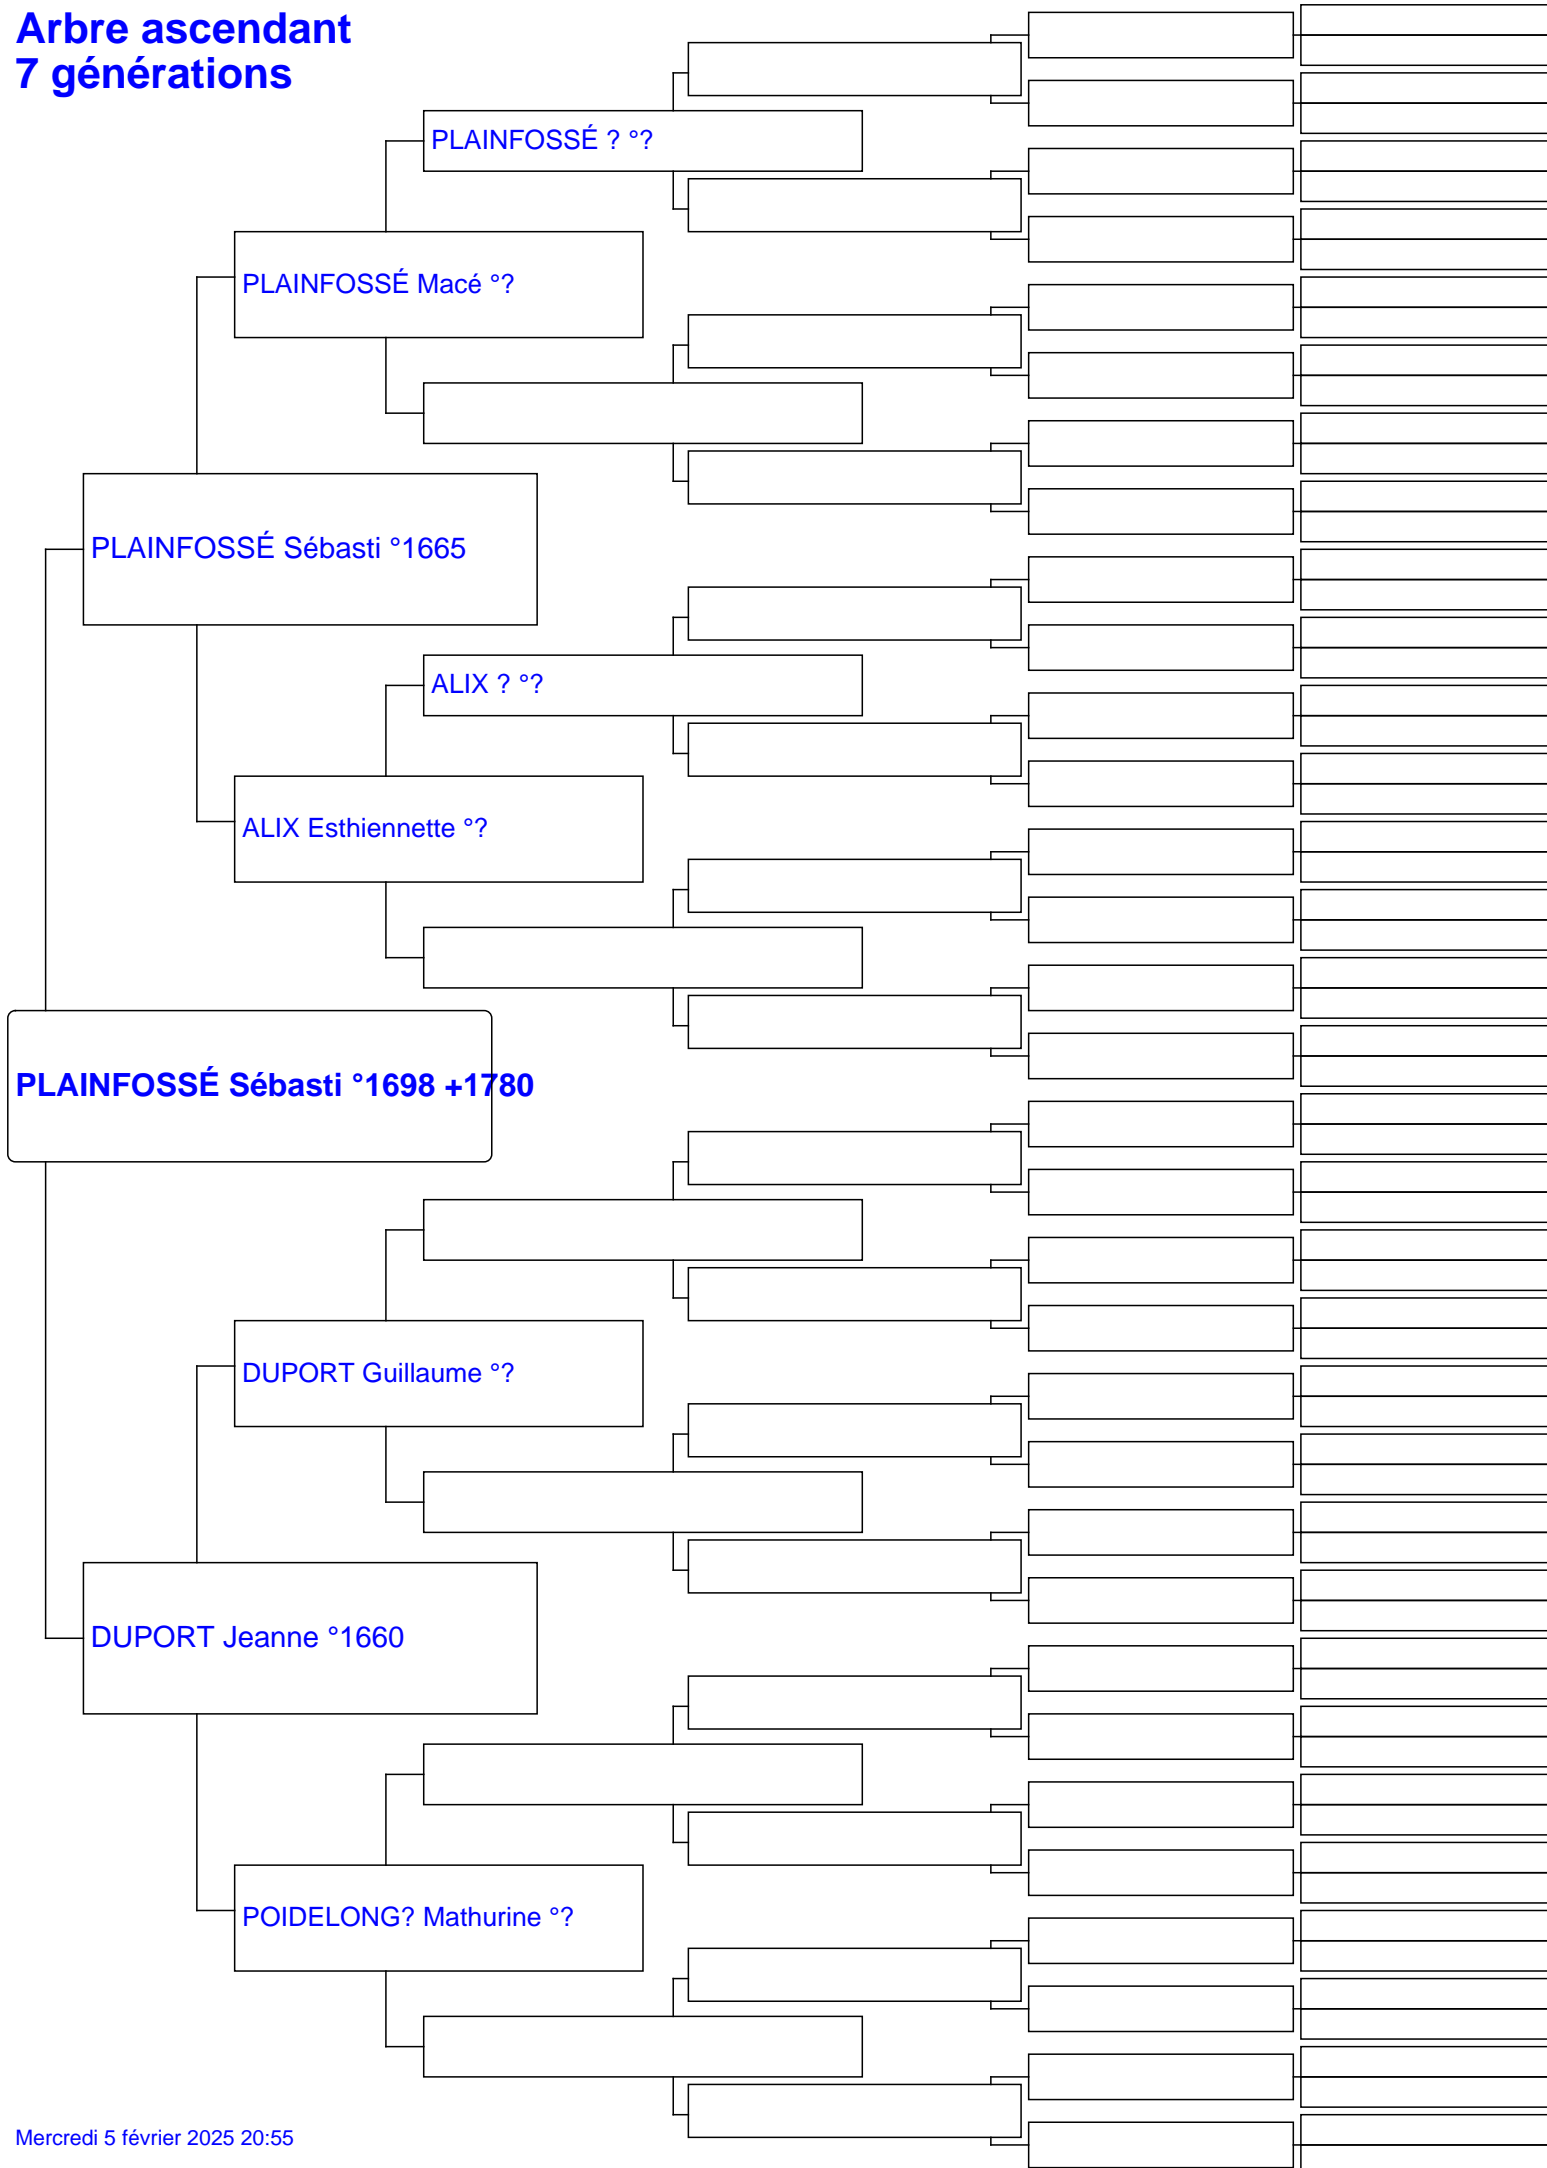 Arbre ascendant
7 générations
PLAINFOSSÉ ? °?
PLAINFOSSÉ Macé °?
PLAINFOSSÉ Sébasti °1665
ALIX ? °?
ALIX Esthiennette °?
PLAINFOSSÉ Sébasti °1698 +1780
DUPORT Guillaume °?
DUPORT Jeanne °1660
POIDELONG? Mathurine °?
Mercredi 5 février 2025 20:55